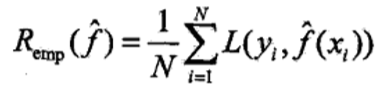 R_emp(f̂) = 1/N ∑_{i=1}^{N} L(y_i, f̂(x_i))